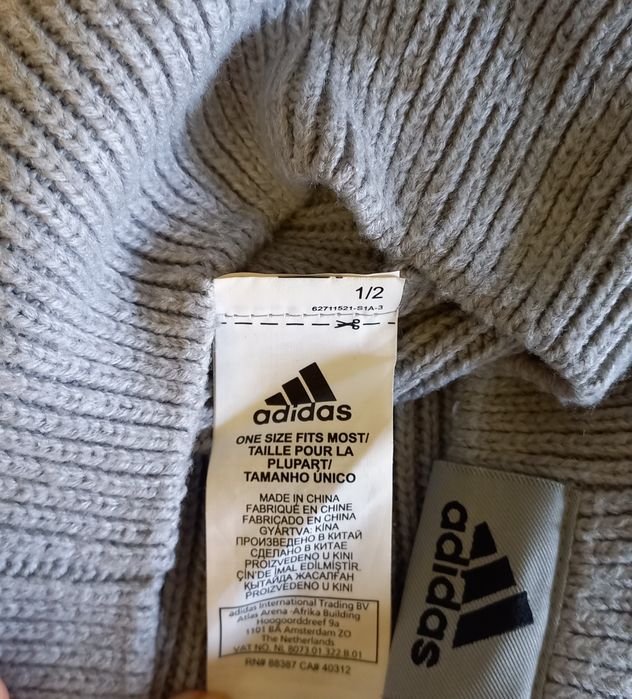 1/2
62711521-S1A-3
adidas
ONE SIZE FITS MOST/
TAILLE POUR LA
PLUPART/
TAMANHO ÚNICO
MADE IN CHINA
FABRIQUÉ EN CHINE
FABRICADO EN CHINA
GYÁRTVA: KÍNA
ПРОИЗВЕДЕНО В КИТАЙ
СДЕЛАНО В КИТАЕ
PROIZVEDENO U KINI
ÇİN'DE İMAL EDİLMİŞTİR.
ҚЫТАЙДА ЖАСАЛҒАН
PROIZVEDENO U KINI
adidas International Trading BV
Atlas Arena -Afrika Building
Hoogoorddreef 9a
1101 BA Amsterdam ZO
The Netherlands
VAT NO. NL 8073.01.322.B.01
RN# 88387 CA# 40312
adidas